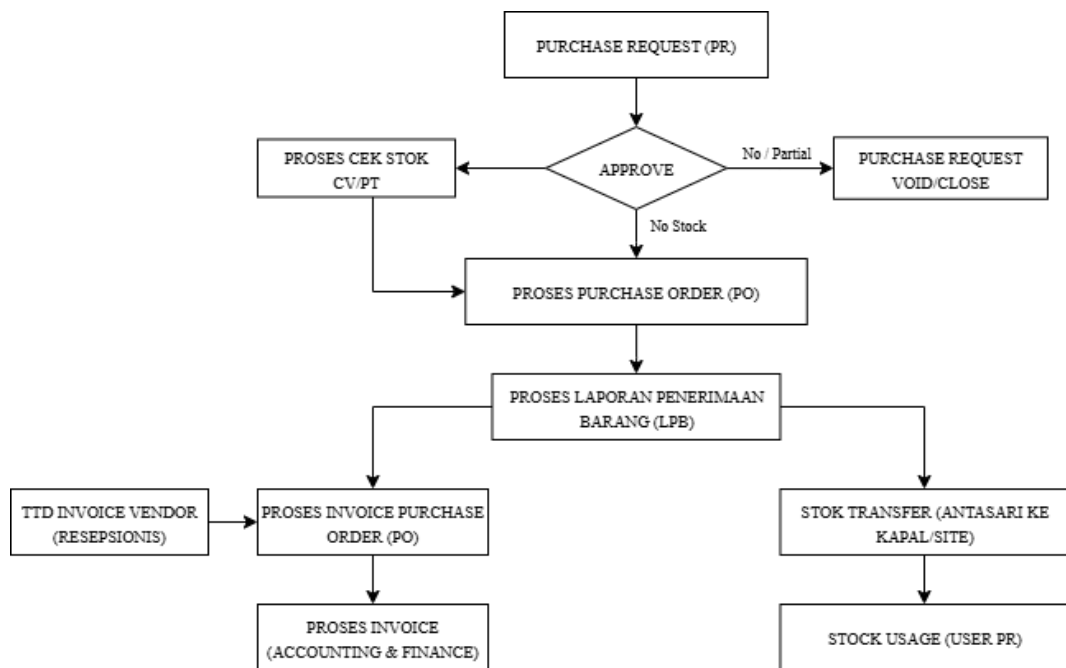 PURCHASE REQUEST (PR)
PROSES CEK STOK
CV/PT
APPROVE
No / Partial
PURCHASE REQUEST
VOID/CLOSE
No Stock
PROSES PURCHASE ORDER (PO)
PROSES LAPORAN PENERIMAAN
BARANG (LPB)
TTD INVOICE VENDOR
(RESEPSIONIS)
PROSES INVOICE PURCHASE
ORDER (PO)
STOK TRANSFER (ANTASARI KE
KAPAL/SITE)
PROSES INVOICE
(ACCOUNTING & FINANCE)
STOCK USAGE (USER PR)